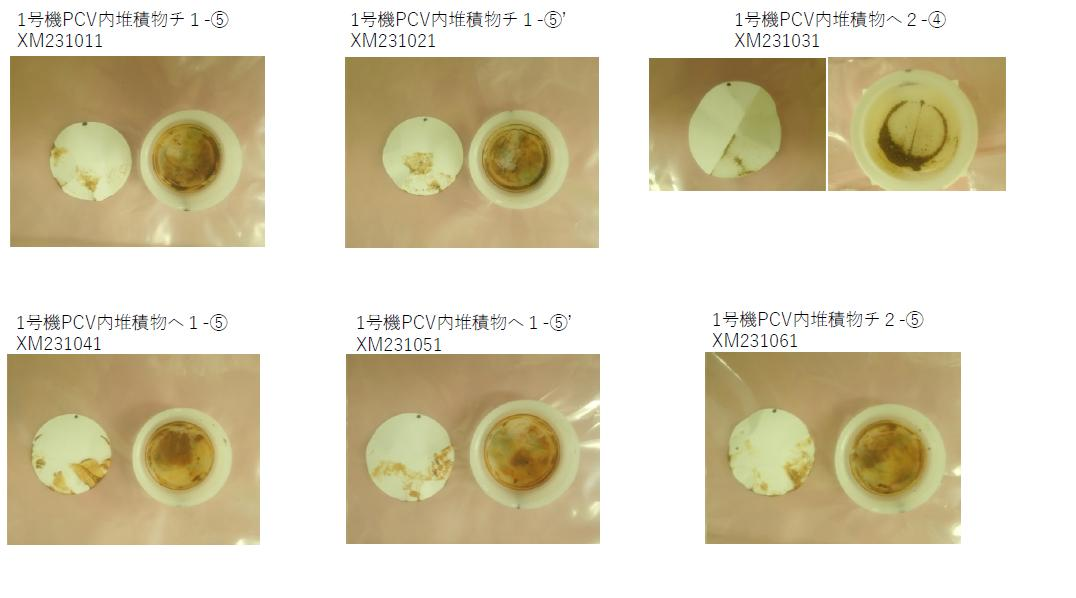 1号機PCV内堆積物チ1-⑤
XM231011
1号機PCV内堆積物チ1-⑤’
XM231021
1号機PCV内堆積物ヘ2-④
XM231031
1号機PCV内堆積物ヘ1-⑤
XM231041
1号機PCV内堆積物ヘ1-⑤’
XM231051
1号機PCV内堆積物チ2-⑤
XM231061